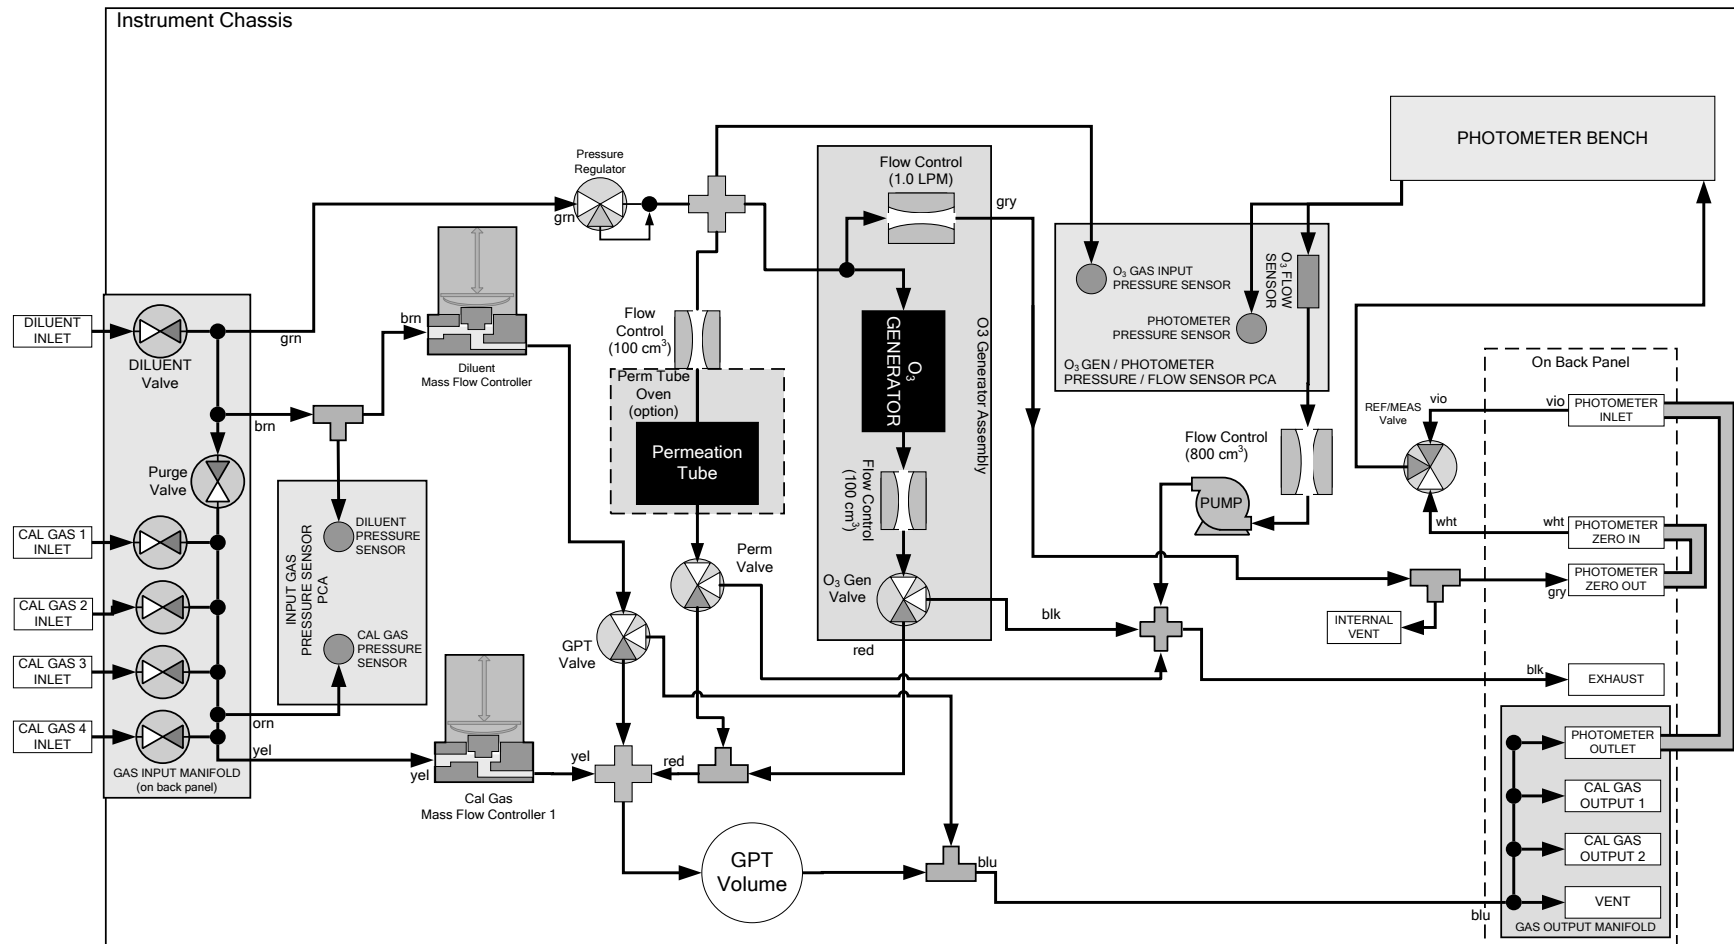 Instrument Chassis
DILUENT
INLET
DILUENT
Valve
grn
brn
Purge
Valve
CAL GAS 1
INLET
CAL GAS 2
INLET
CAL GAS 3
INLET
CAL GAS 4
INLET
GAS INPUT MANIFOLD
(on back panel)
orn
yel
INPUT GAS
PRESSURE SENSOR
PCA
DILUENT
PRESSURE
SENSOR
CAL GAS
PRESSURE
SENSOR
brn
Diluent
Mass Flow Controller
yel
Cal Gas
Mass Flow Controller 1
Pressure
Regulator
grn
Flow
Control
(100 cm³)
Perm Tube
Oven
(option)
Permeation
Tube
Perm
Valve
GPT
Valve
yel
red
GPT
Volume
Flow Control
(1.0 LPM)
O₃
GENERATOR
O3 Generator Assembly
Flow Control
(100 cm³)
O₃ Gen
Valve
red
blk
gry
O₃ GAS INPUT
PRESSURE SENSOR
PHOTOMETER
PRESSURE SENSOR
O₃ FLOW
SENSOR
O₃ GEN / PHOTOMETER
PRESSURE / FLOW SENSOR PCA
PHOTOMETER BENCH
Flow Control
(800 cm³)
PUMP
REF/MEAS
Valve
vio
wht
On Back Panel
vio
PHOTOMETER
INLET
wht
PHOTOMETER
ZERO IN
PHOTOMETER
ZERO OUT
gry
INTERNAL
VENT
blk
EXHAUST
PHOTOMETER
OUTLET
CAL GAS
OUTPUT 1
CAL GAS
OUTPUT 2
VENT
blu
blu
GAS OUTPUT MANIFOLD